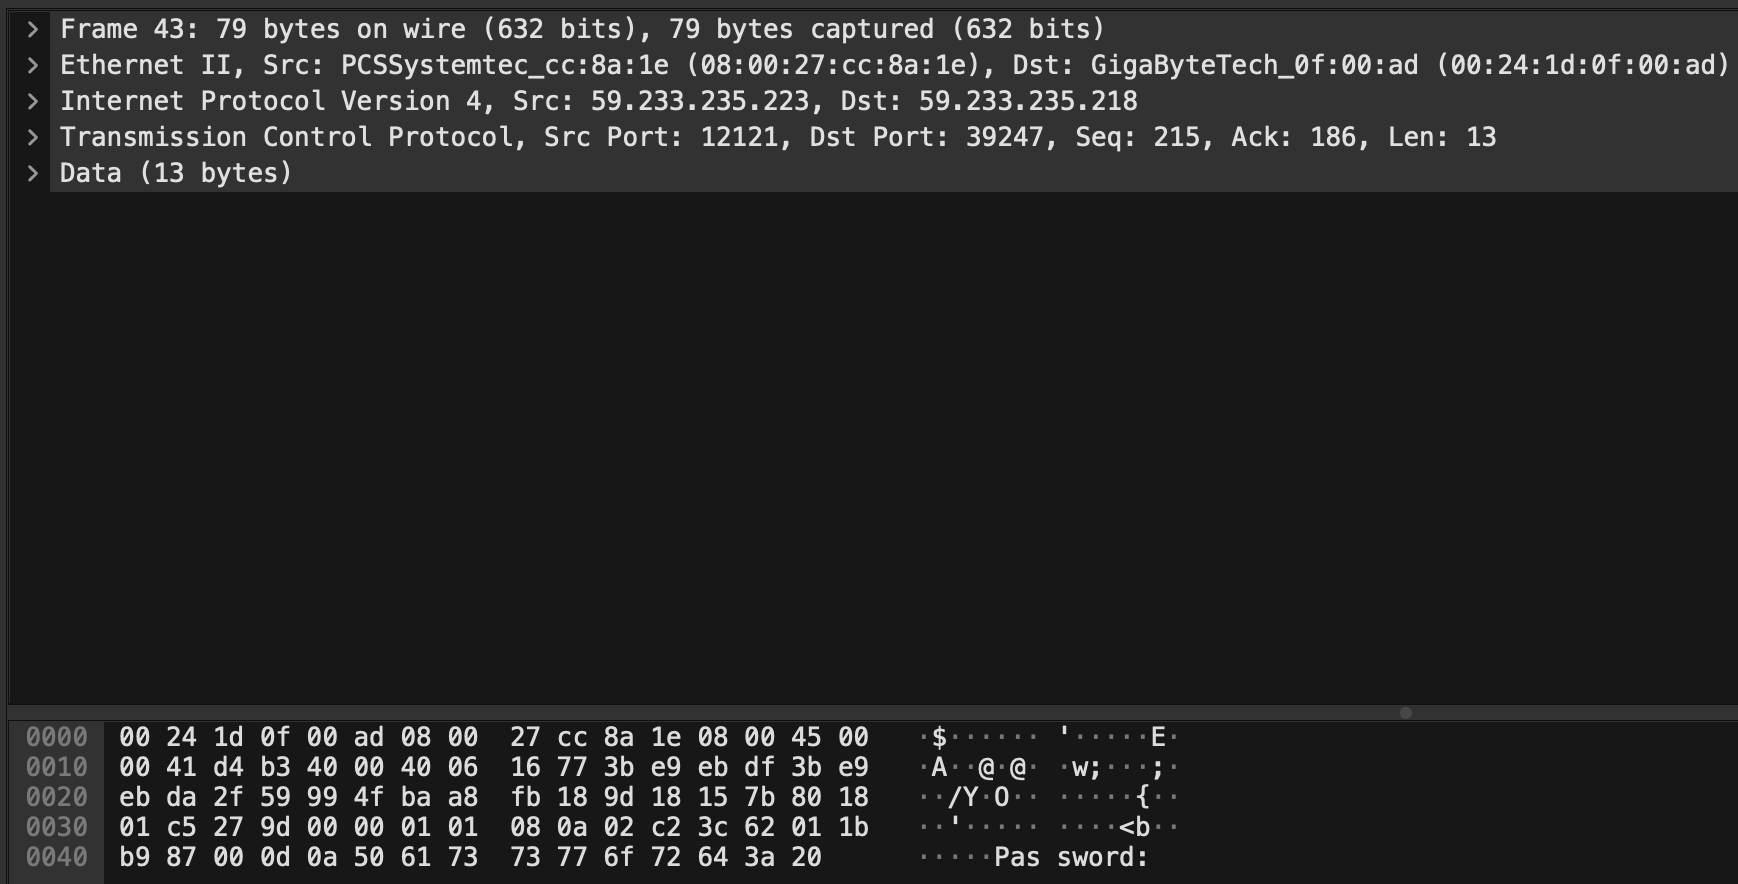 Frame 43: 79 bytes on wire (632 bits), 79 bytes captured (632 bits)
Ethernet II, Src: PCSSystemtec_cc:8a:1e (08:00:27:cc:8a:1e), Dst: GigaByteTech_0f:00:ad (00:24:1d:0f:00:ad)
Internet Protocol Version 4, Src: 59.233.235.223, Dst: 59.233.235.218
Transmission Control Protocol, Src Port: 12121, Dst Port: 39247, Seq: 215, Ack: 186, Len: 13
Data (13 bytes)
0000 00 24 1d 0f 00 ad 08 00 27 cc 8a 1e 08 00 45 00 ·$······ '·····E·
0010 00 41 d4 b3 40 00 40 06 16 77 3b e9 eb df 3b e9 ·A··@·@· ·w;···;·
0020 eb da 2f 59 99 4f ba a8 fb 18 9d 18 15 7b 80 18 ··/Y·O·· ·····{··
0030 01 c5 27 9d 00 00 01 01 08 0a 02 c2 3c 62 01 1b ··'····· ····<b··
0040 b9 87 00 0d 0a 50 61 73 73 77 6f 72 64 3a 20 ·····Pas sword: